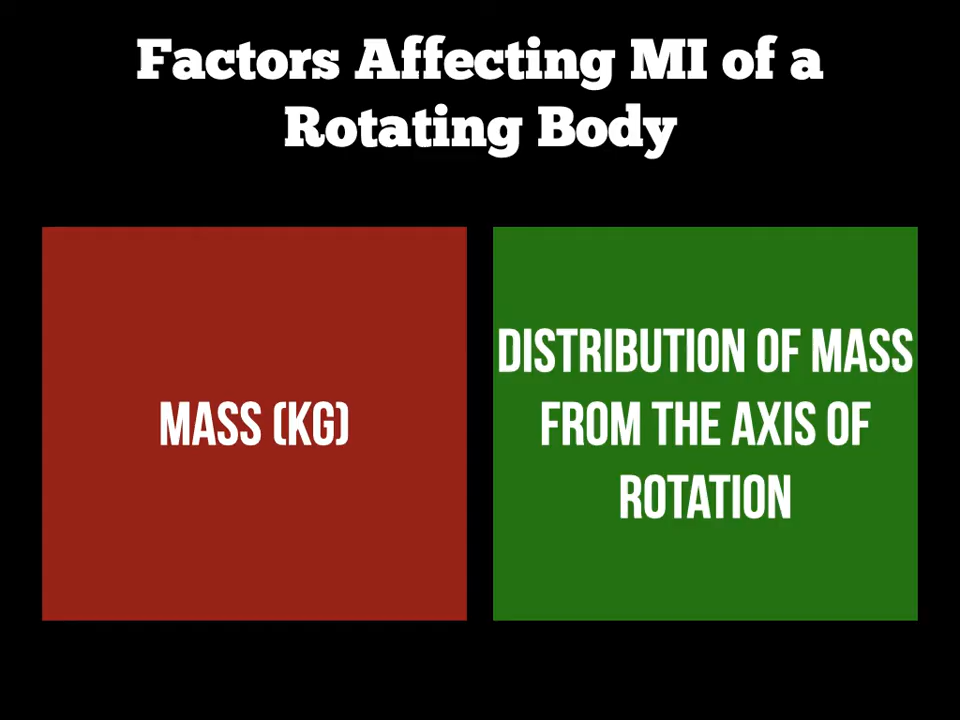 Factors Affecting MI of a
Rotating Body
MASS (KG)
DISTRIBUTION OF MASS
FROM THE AXIS OF
ROTATION